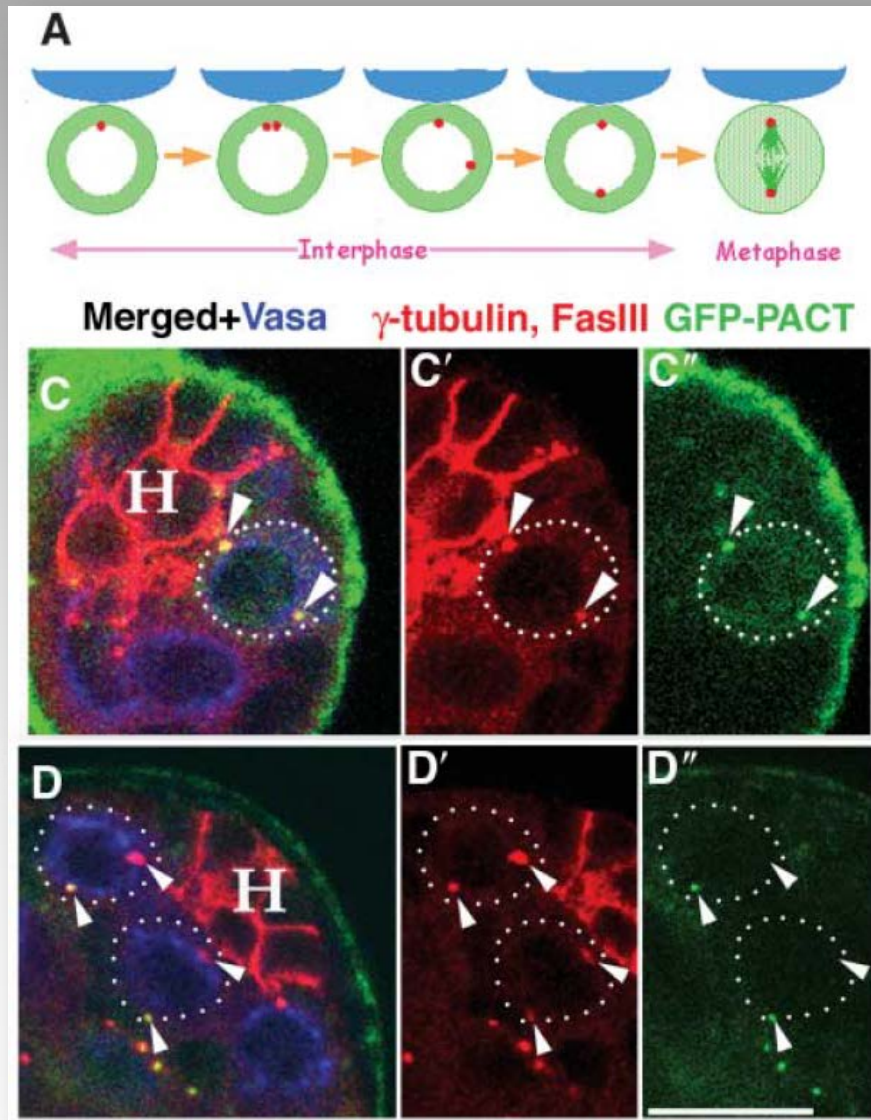 A
Interphase Metaphase
Merged+Vasa γ-tubulin, FasIII GFP-PACT
C C' C"
H
D D' D"
H